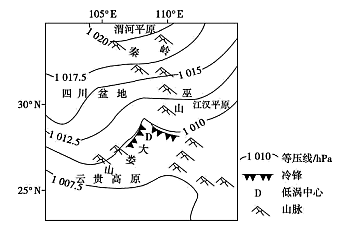 105°E 110°E
渭河平原
1 020
秦 岭
1 017.5
1 015
四川盆地
巫
山
江汉平原
30°N
1 010
D
大
1 012.5
娄
山
云贵高原
25°N
1 007.5
1 010 等压线/hPa
冷锋
D 低涡中心
山脉